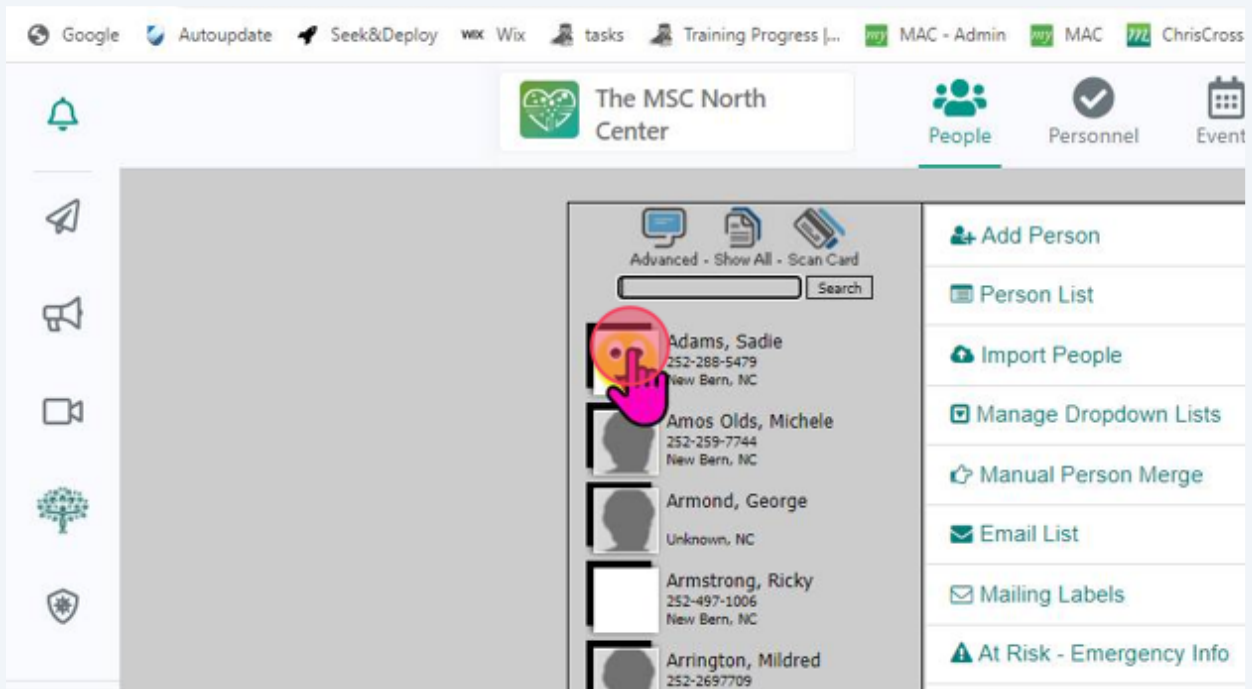 Google Autoupdate Seek&Deploy WIX Wix tasks Training Progress |... my MAC - Admin my MAC m ChrisCross
The MSC North
Center
People Personnel Event
Advanced - Show All - Scan Card
Search
Adams, Sadie
252-288-5479
New Bern, NC
Amos Olds, Michele
252-259-7744
New Bern, NC
Armond, George
Unknown, NC
Armstrong, Ricky
252-497-1006
New Bern, NC
Arrington, Mildred
252-2697709
Add Person
Person List
Import People
Manage Dropdown Lists
Manual Person Merge
Email List
Mailing Labels
At Risk - Emergency Info